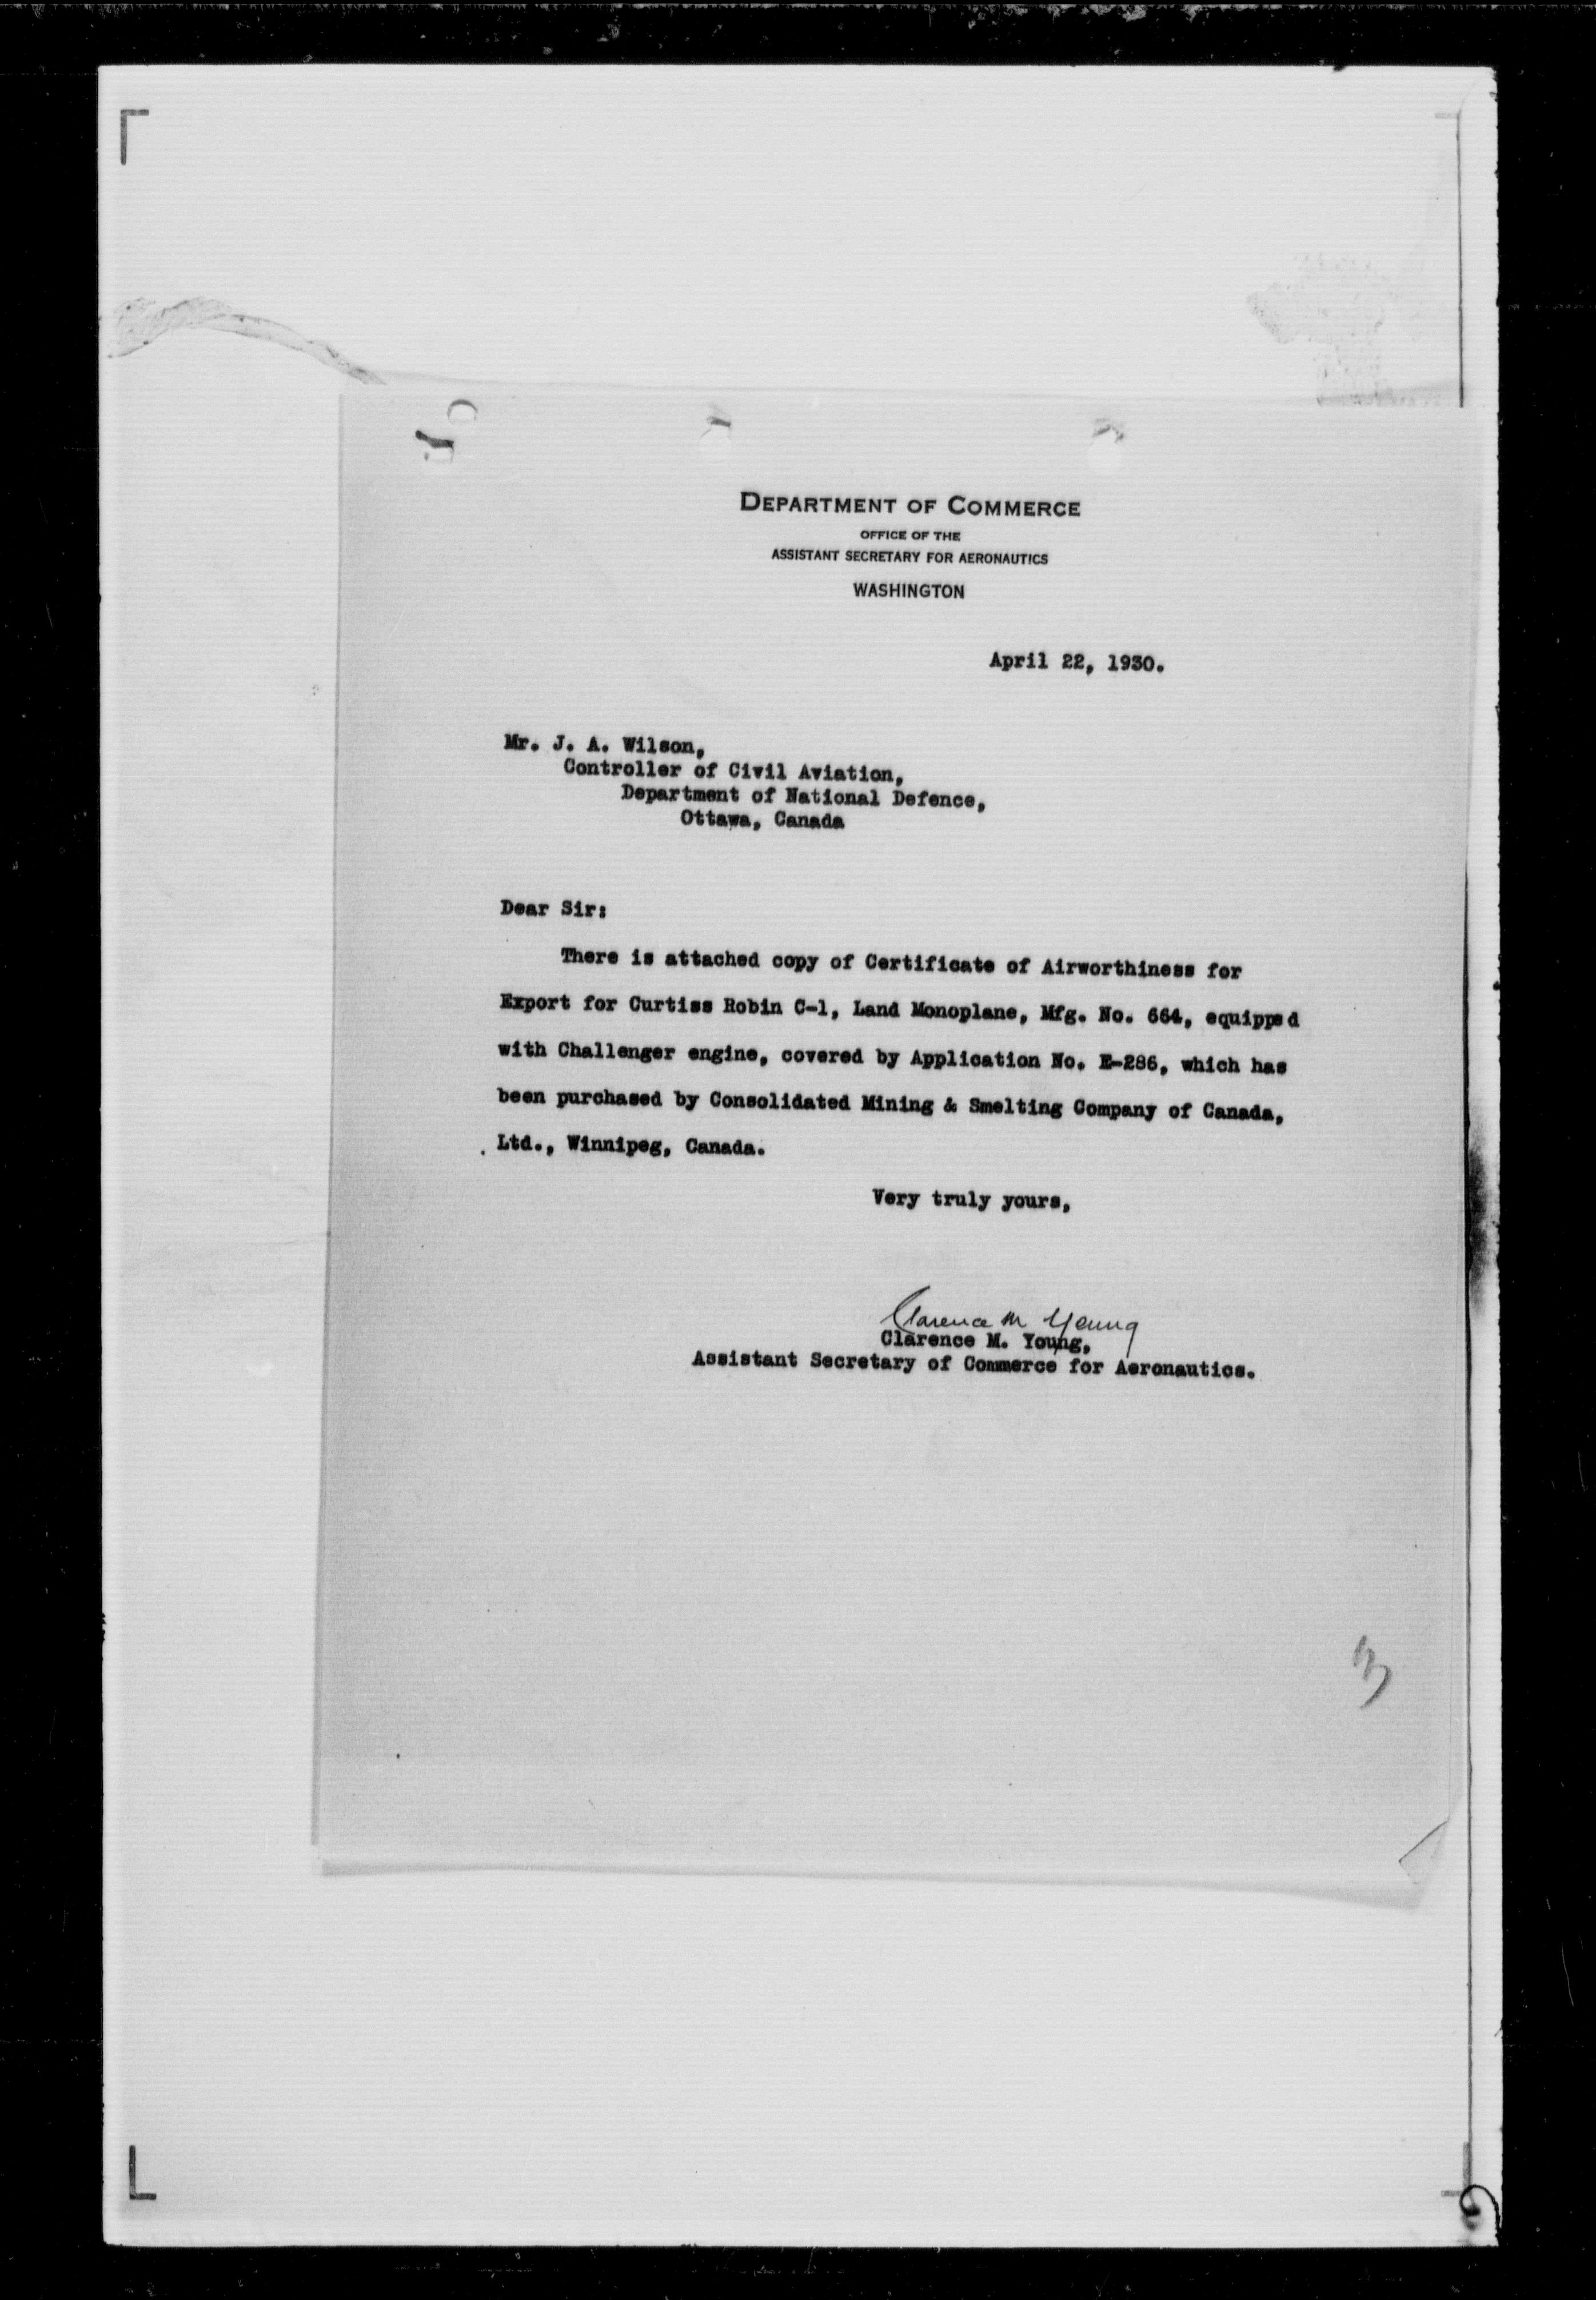 DEPARTMENT OF COMMERCE
OFFICE OF THE
ASSISTANT SECRETARY FOR AERONAUTICS
WASHINGTON
April 22, 1930.
Mr. J. A. Wilson,
Controller of Civil Aviation,
Department of National Defence,
Ottawa, Canada
Dear Sir:
There is attached copy of Certificate of Airworthiness for
Export for Curtiss Robin C-1, Land Monoplane, Mfg. No. 664, equipped
with Challenger engine, covered by Application No. E-286, which has
been purchased by Consolidated Mining & Smelting Company of Canada,
Ltd., Winnipeg, Canada.
Very truly yours,
Clarence M Young
Clarence M. Young,
Assistant Secretary of Commerce for Aeronautics.
3